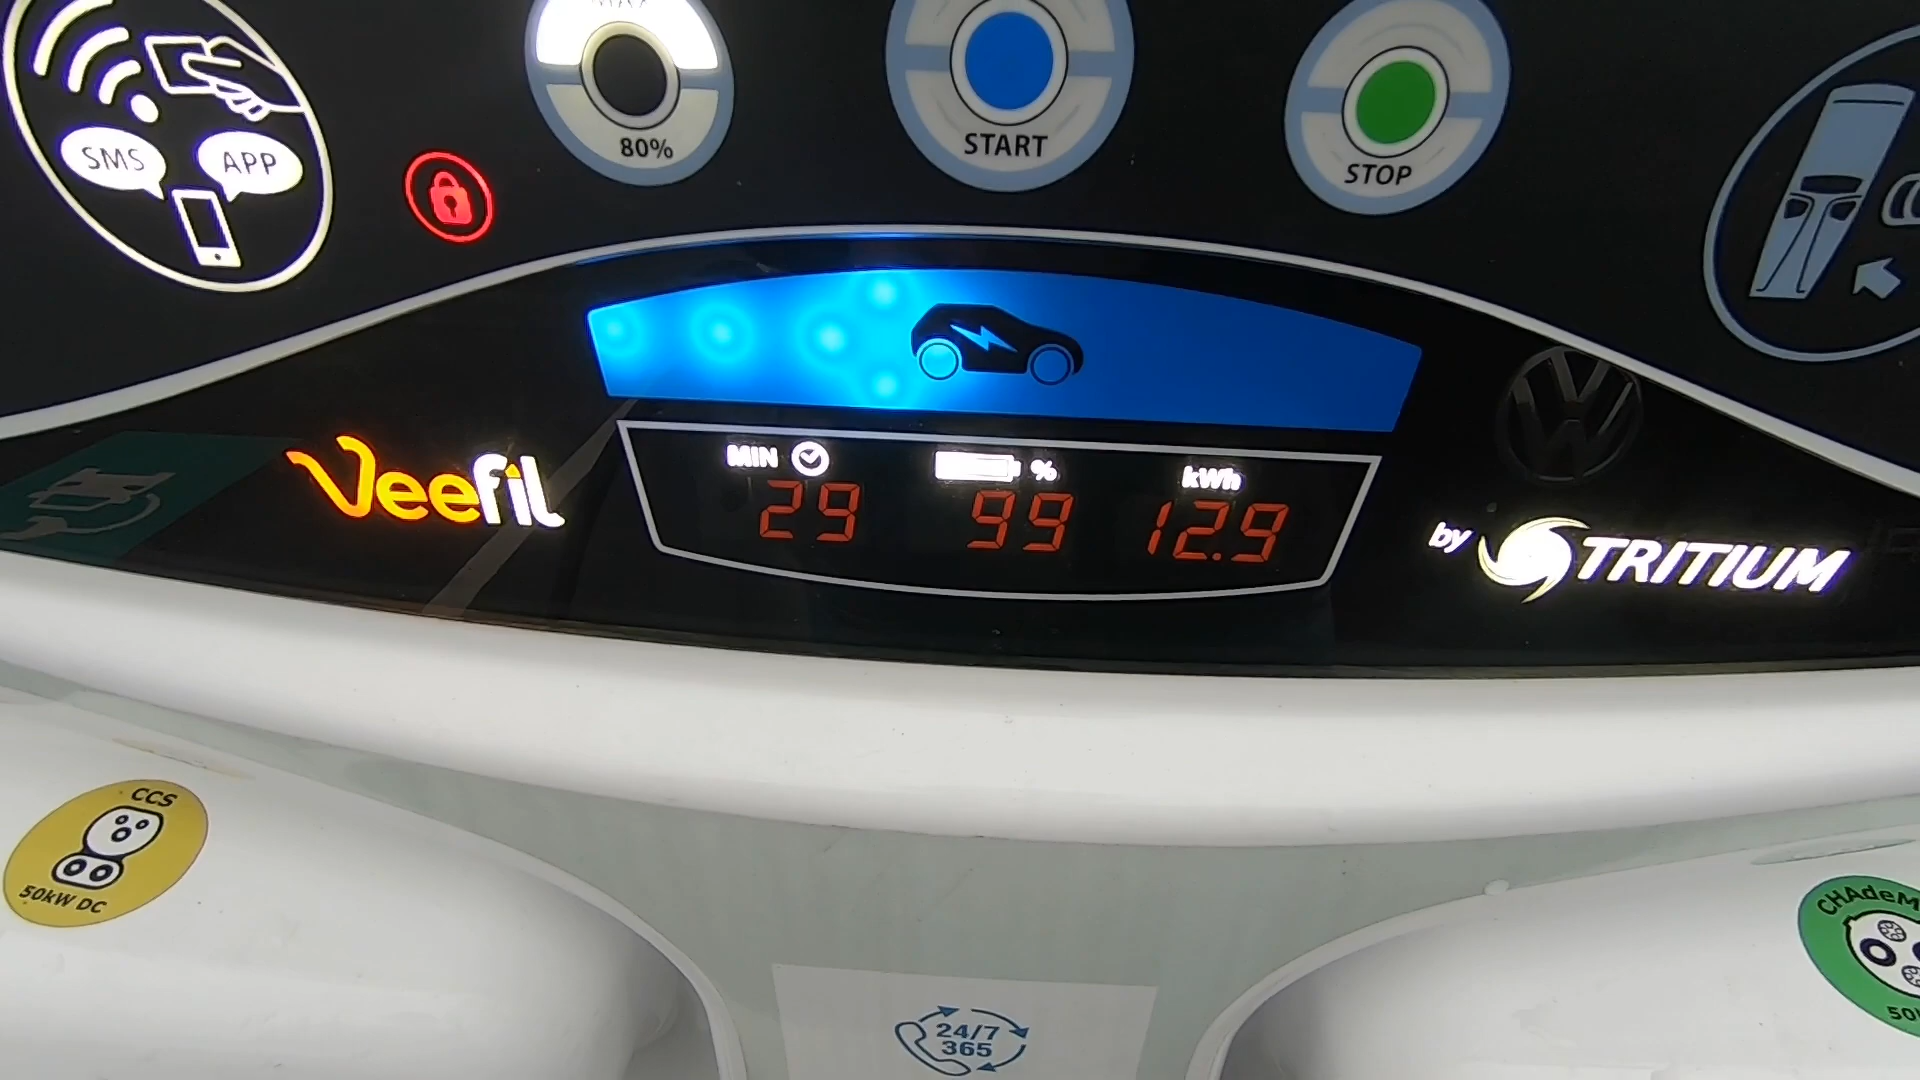 SMS
APP
80%
START
STOP
MIN
%
kWh
29
99
12.9
Veefil
by TRITIUM
CCS
50kW DC
24/7
365